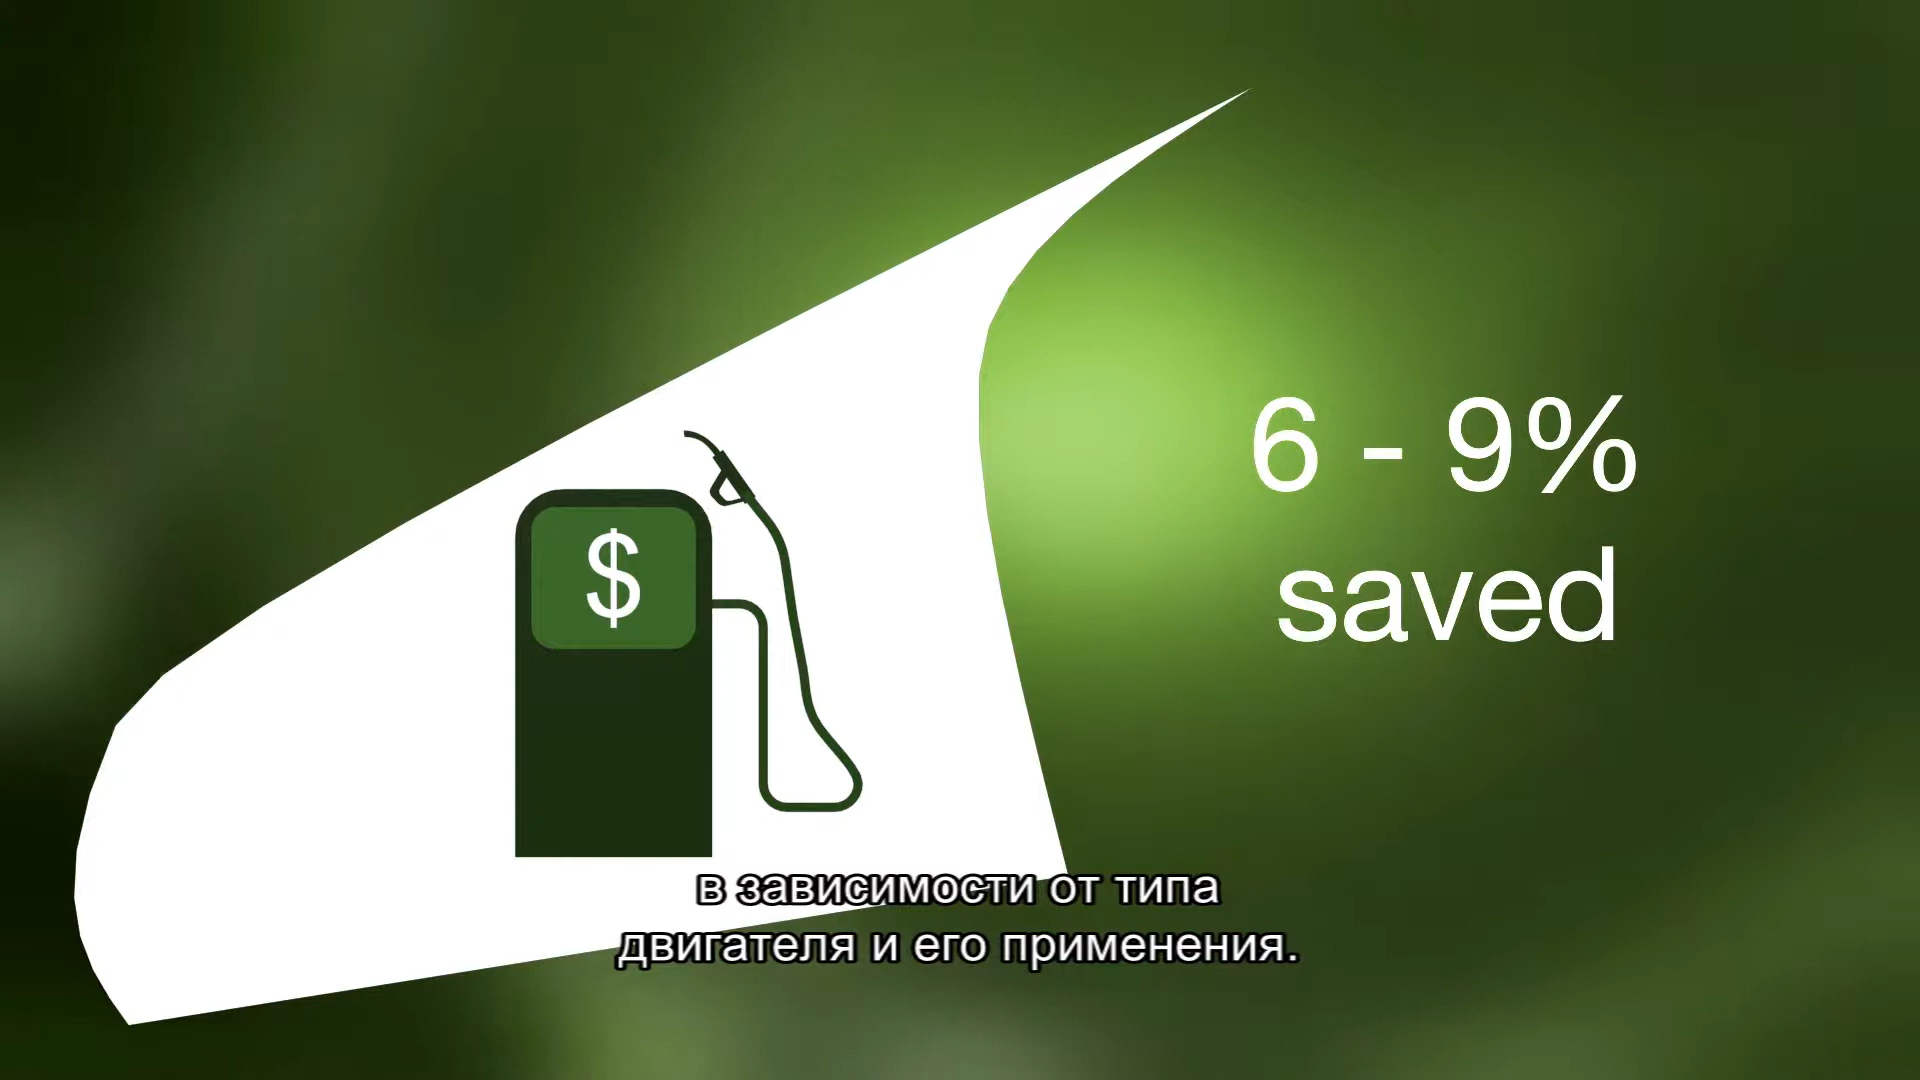 $
6 - 9%
saved
в зависимости от типа
двигателя и его применения.